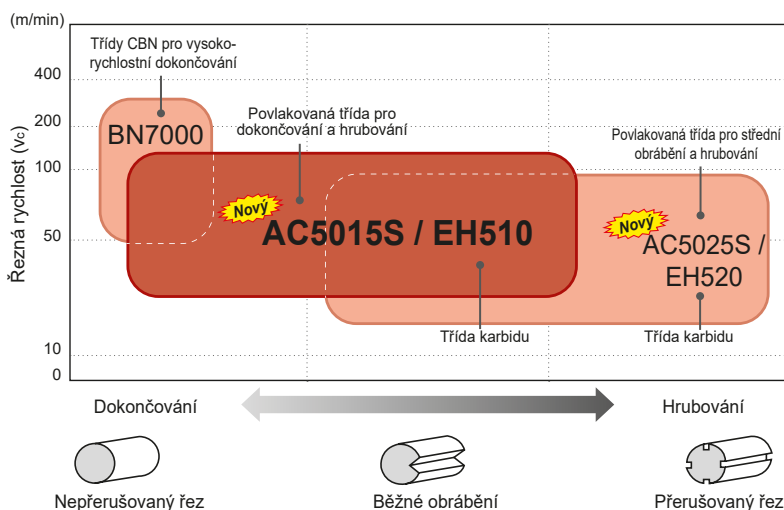 (m/min)
Řezná rychlost (vc)
400
200
100
50
10
0
Třídy CBN pro vysoko-
rychlostní dokončování
BN7000
Povlakovaná třída pro
dokončování a hrubování
Nový
AC5015S / EH510
Třída karbidu
Povlakovaná třída pro střední
obrábění a hrubování
Nový
AC5025S /
EH520
Třída karbidu
Dokončování
Hrubování
Nepřerušovaný řez
Běžné obrábění
Přerušovaný řez